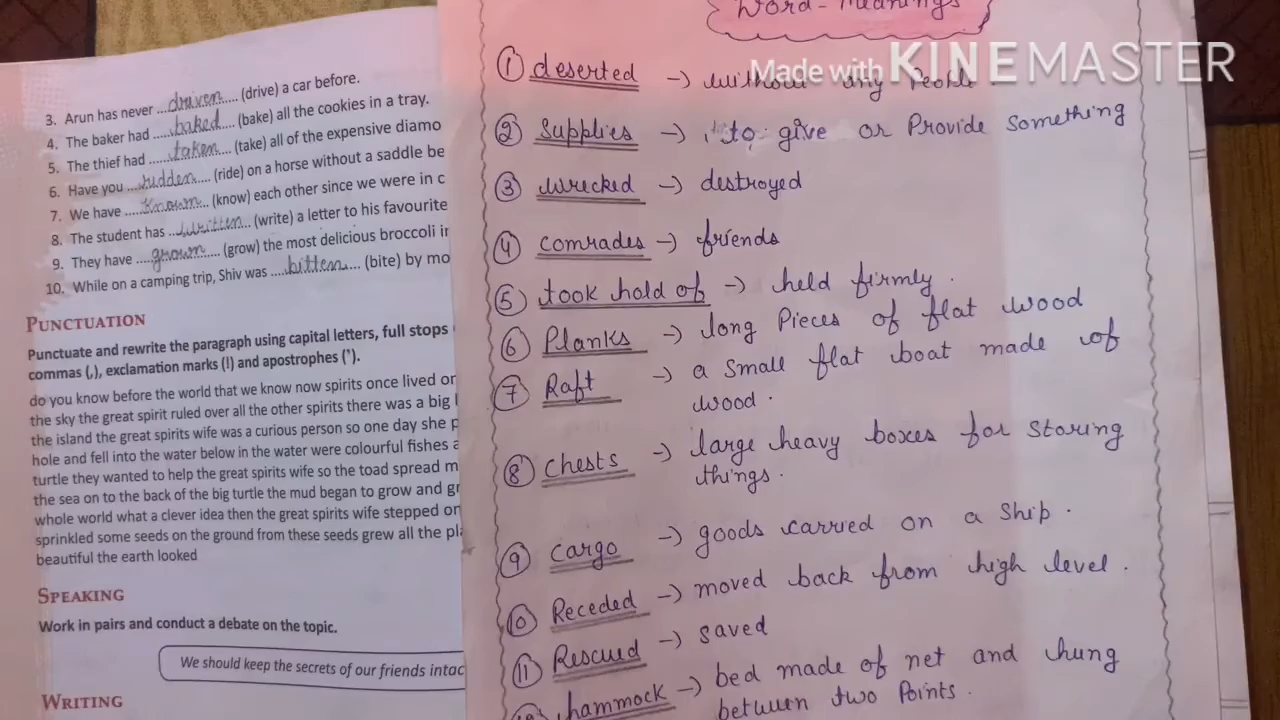 3. Arun has never ....driven.... (drive) a car before.
4. The baker had ....baked.... (bake) all the cookies in a tray.
5. The thief had ....taken.... (take) all of the expensive diamo
6. Have you ....ridden.... (ride) on a horse without a saddle be
7. We have ....known.... (know) each other since we were in c
8. The student has ....written.... (write) a letter to his favourite
9. They have ....grown.... (grow) the most delicious broccoli in
10. While on a camping trip, Shiv was ....bitten.... (bite) by mo
PUNCTUATION
Punctuate and rewrite the paragraph using capital letters, full stops
commas (,), exclamation marks (!) and apostrophes (').
do you know before the world that we know now spirits once lived on
the sky the great spirit ruled over all the other spirits there was a big
the island the great spirits wife was a curious person so one day she p
hole and fell into the water below in the water were colourful fishes a
turtle they wanted to help the great spirits wife so the toad spread m
the sea on to the back of the big turtle the mud began to grow and gr
whole world what a clever idea then the great spirits wife stepped on
sprinkled some seeds on the ground from these seeds grew all the pla
beautiful the earth looked
SPEAKING
Work in pairs and conduct a debate on the topic.
We should keep the secrets of our friends intac
WRITING
Word-Meanings
① deserted → without any People.
② Supplies → to give or Provide something
③ wrecked → destroyed
④ comrades → friends
⑤ took hold of → held firmly.
⑥ Planks → long Pieces of flat wood
⑦ Raft → a small flat boat made of
wood.
⑧ chests → large heavy boxes for storing
things.
⑨ cargo → goods carried on a ship.
⑩ Receded → moved back from high level.
⑪ Rescued → saved
hammock → bed made of net and hung
between two Points.
Made with KINEMASTER